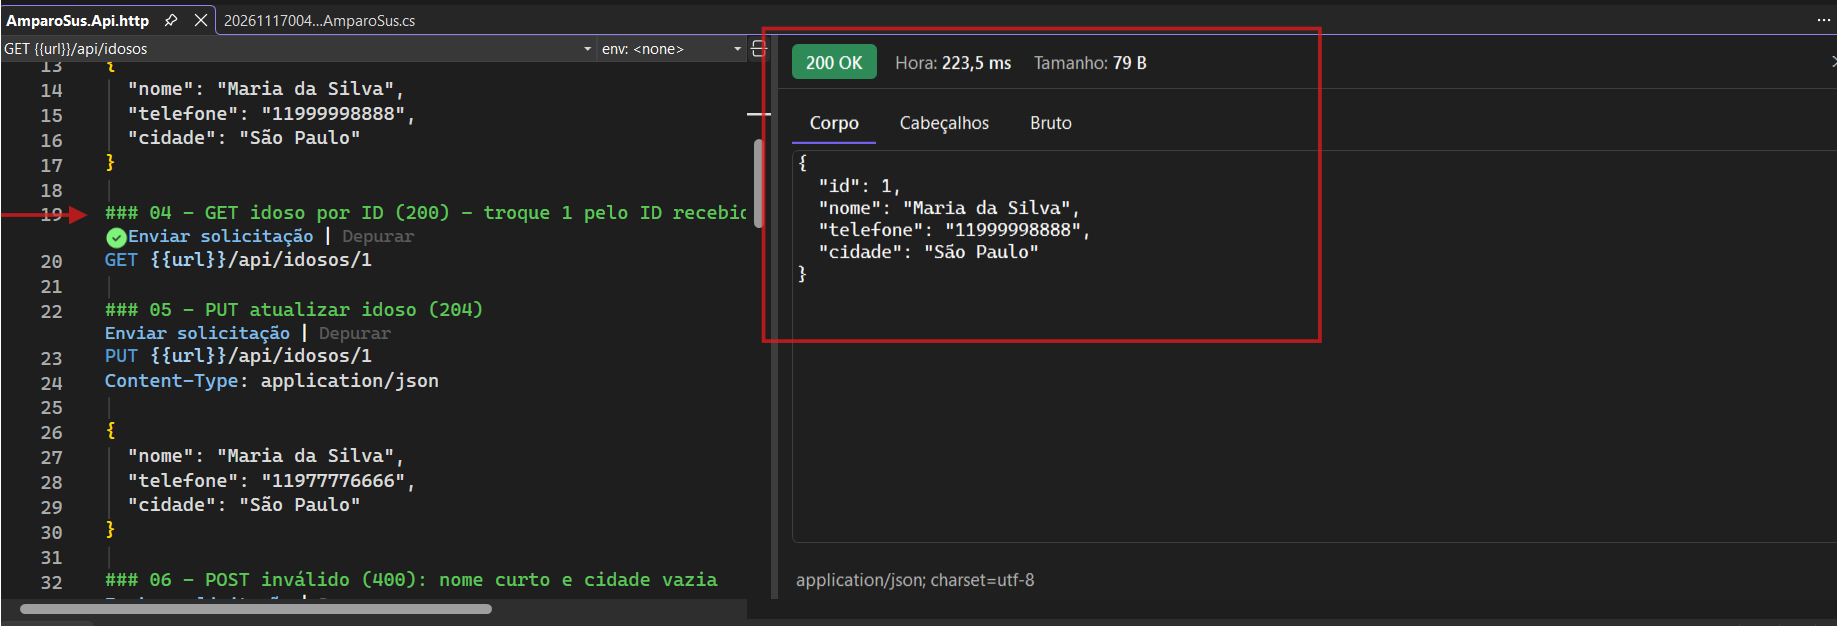 AmparoSus.Api.http
20261117004...AmparoSus.cs
GET {{url}}/api/idosos
env: <none>
13 {
14 "nome": "Maria da Silva",
15 "telefone": "11999998888",
16 "cidade": "São Paulo"
17 }
18
19 ### 04 - GET idoso por ID (200) - troque 1 pelo ID recebid
Enviar solicitação | Depurar
20 GET {{url}}/api/idosos/1
21
22 ### 05 - PUT atualizar idoso (204)
Enviar solicitação | Depurar
23 PUT {{url}}/api/idosos/1
24 Content-Type: application/json
25
26 {
27 "nome": "Maria da Silva",
28 "telefone": "11977776666",
29 "cidade": "São Paulo"
30 }
31
32 ### 06 - POST inválido (400): nome curto e cidade vazia
200 OK Hora: 223,5 ms Tamanho: 79 B
Corpo Cabeçalhos Bruto
{
"id": 1,
"nome": "Maria da Silva",
"telefone": "11999998888",
"cidade": "São Paulo"
}
application/json; charset=utf-8